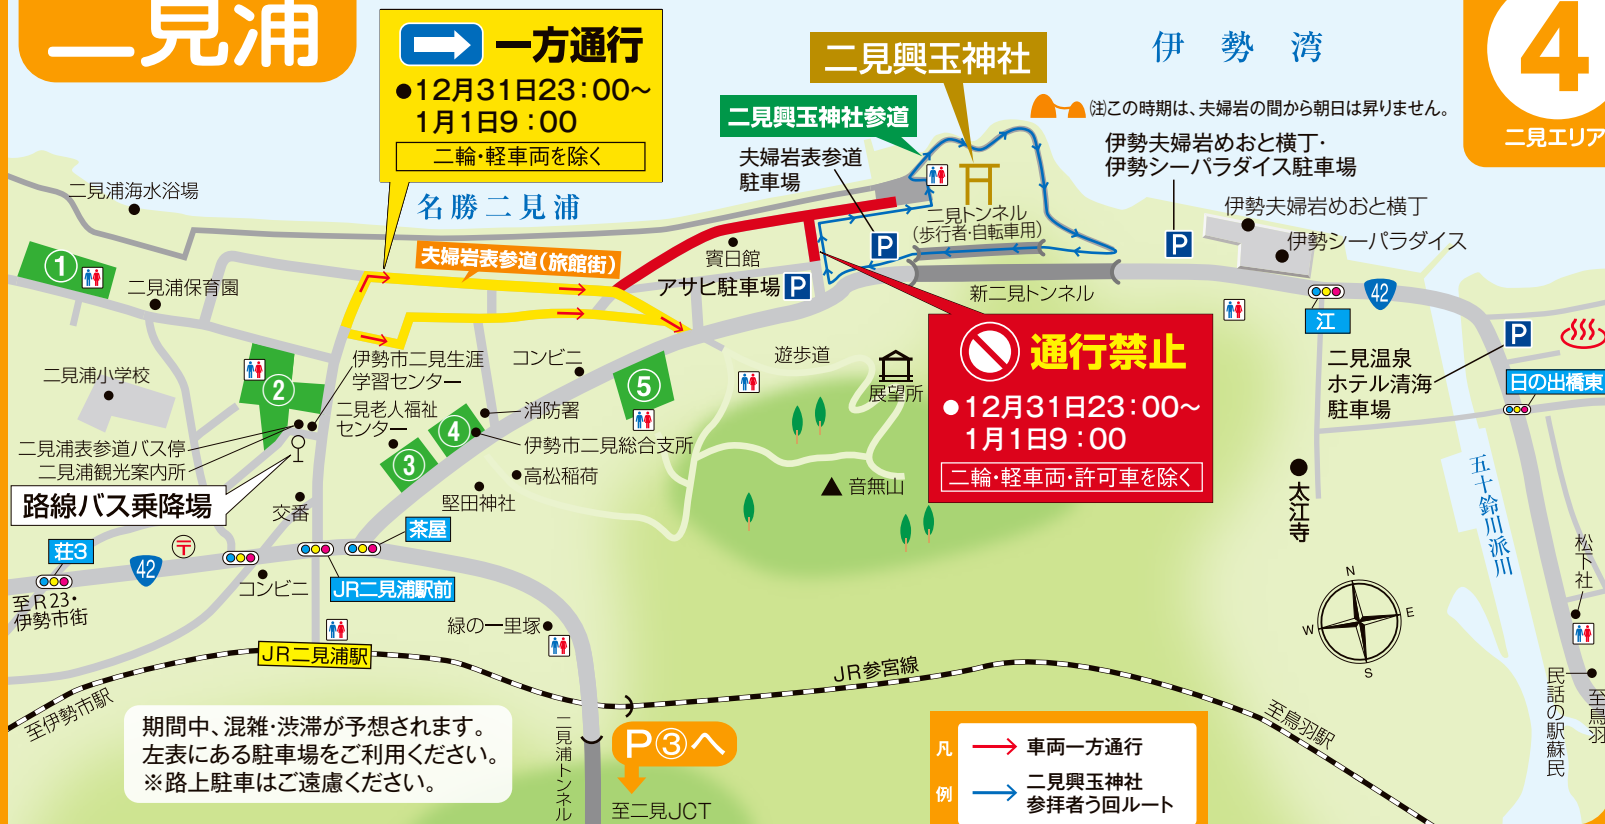 二見浦
一方通行
●12月31日23：00～
1月1日9：00
二輪・軽車両を除く
二見興玉神社
伊勢湾
4
二見エリア
二見興玉神社参道
㊟この時期は、夫婦岩の間から朝日は昇りません。
夫婦岩表参道
駐車場
伊勢夫婦岩めおと横丁・
伊勢シーパラダイス駐車場
二見浦海水浴場
名勝二見浦
伊勢夫婦岩めおと横丁
伊勢シーパラダイス
二見トンネル
（歩行者・自転車用）
P
P
夫婦岩表参道（旅館街）
賓日館
①
二見浦保育園
アサヒ駐車場
P
新二見トンネル
42
江
通行禁止
●12月31日23：00～
1月1日9：00
二輪・軽車両・許可車を除く
P
二見温泉
ホテル清海
駐車場
日の出橋東
伊勢市二見生涯
学習センター
コンビニ
遊歩道
展望所
二見浦小学校
②
⑤
二見老人福祉
センター
消防署
④
伊勢市二見総合支所
③
二見浦表参道バス停
二見浦観光案内所
高松稲荷
堅田神社
音無山
路線バス乗降場
交番
太江寺
五十鈴川派川
茶屋
荘3
〒
42
コンビニ
JR二見浦駅前
至R23・
伊勢市街
松下社
N
E
W
S
緑の一里塚
JR二見浦駅
JR参宮線
至伊勢市駅
至鳥羽駅
民話の駅蘇民
至鳥羽
期間中、混雑・渋滞が予想されます。
左表にある駐車場をご利用ください。
※路上駐車はご遠慮ください。
二見浦トンネル
P③へ
至二見JCT
凡例
車両一方通行
二見興玉神社
参拝者う回ルート